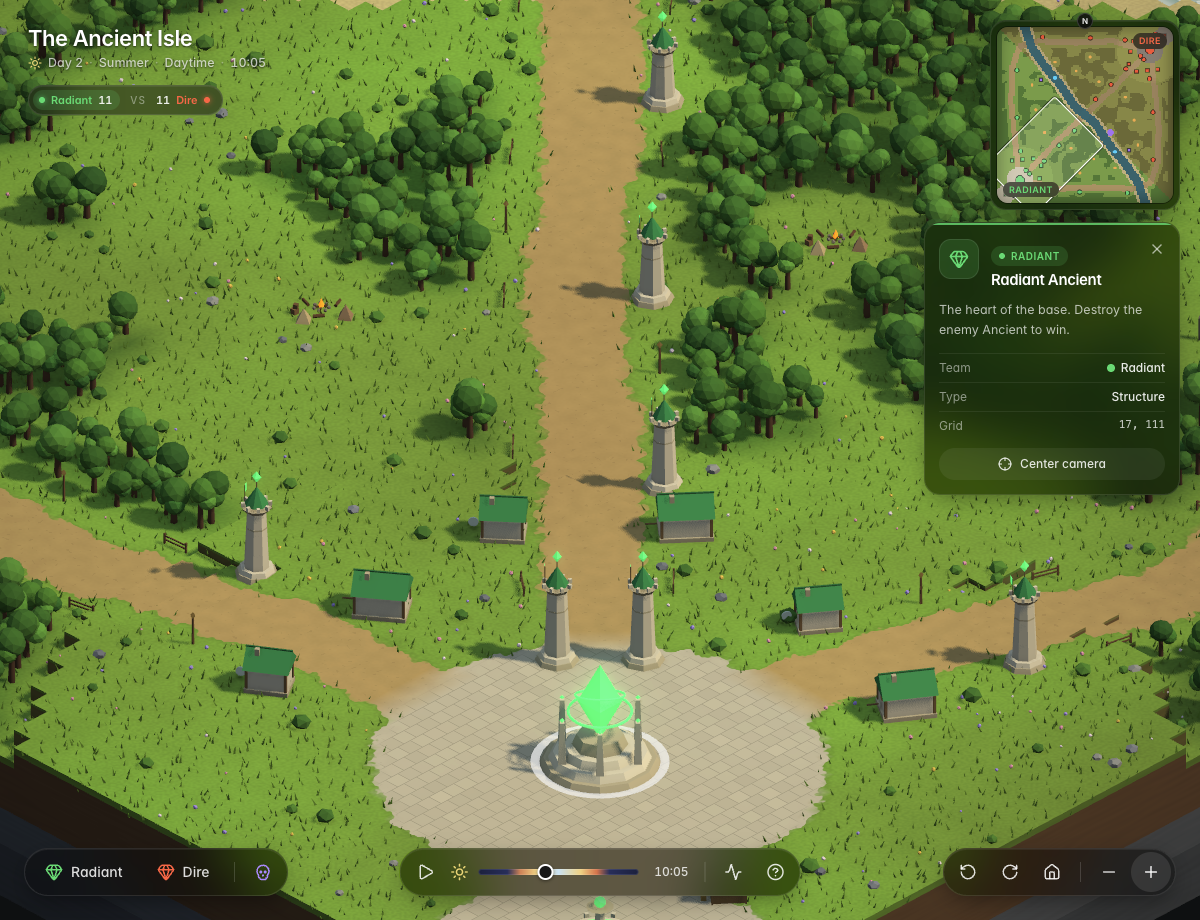 The Ancient Isle
Day 2 · Summer · Daytime · 10:05
Radiant 11 VS 11 Dire
N
DIRE
RADIANT
RADIANT
Radiant Ancient
The heart of the base. Destroy the
enemy Ancient to win.
Team Radiant
Type Structure
Grid 17, 111
Center camera
Radiant Dire
10:05